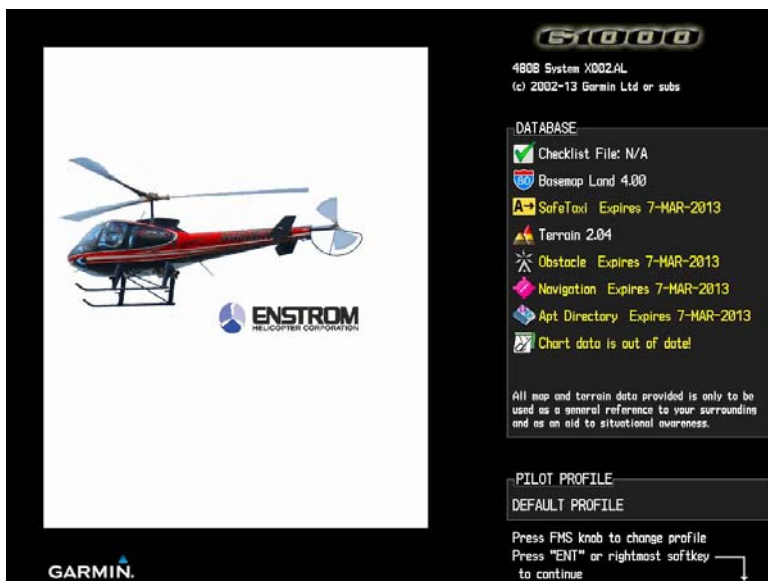 G1000
480B System X002.AL
(c) 2002-13 Garmin Ltd or subs
DATABASE
Checklist File: N/A
80
Basemap Land 4.00
A→
SafeTaxi Expires 7-MAR-2013
Terrain 2.04
Obstacle Expires 7-MAR-2013
Navigation Expires 7-MAR-2013
Apt Directory Expires 7-MAR-2013
Chart data is out of date!
All map and terrain data provided is only to be
used as a general reference to your surrounding
and as an aid to situational awareness.
PILOT PROFILE
DEFAULT PROFILE
Press FMS knob to change profile
Press "ENT" or rightmost softkey
to continue
ENSTROM
HELICOPTER CORPORATION
GARMIN.